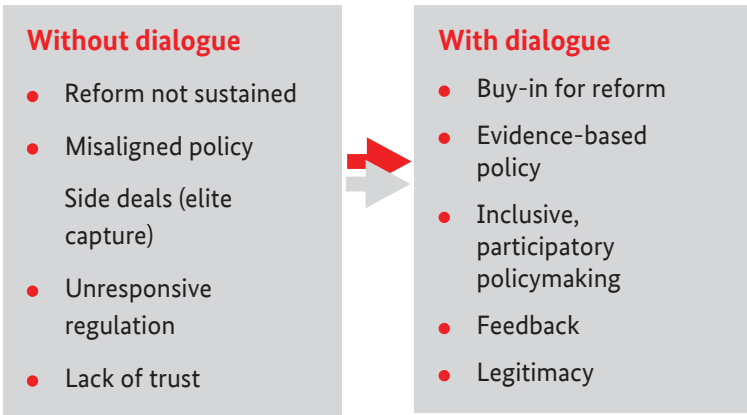 Without dialogue
• Reform not sustained
• Misaligned policy
Side deals (elite
capture)
• Unresponsive
regulation
• Lack of trust
With dialogue
• Buy-in for reform
• Evidence-based
policy
• Inclusive,
participatory
policymaking
• Feedback
• Legitimacy